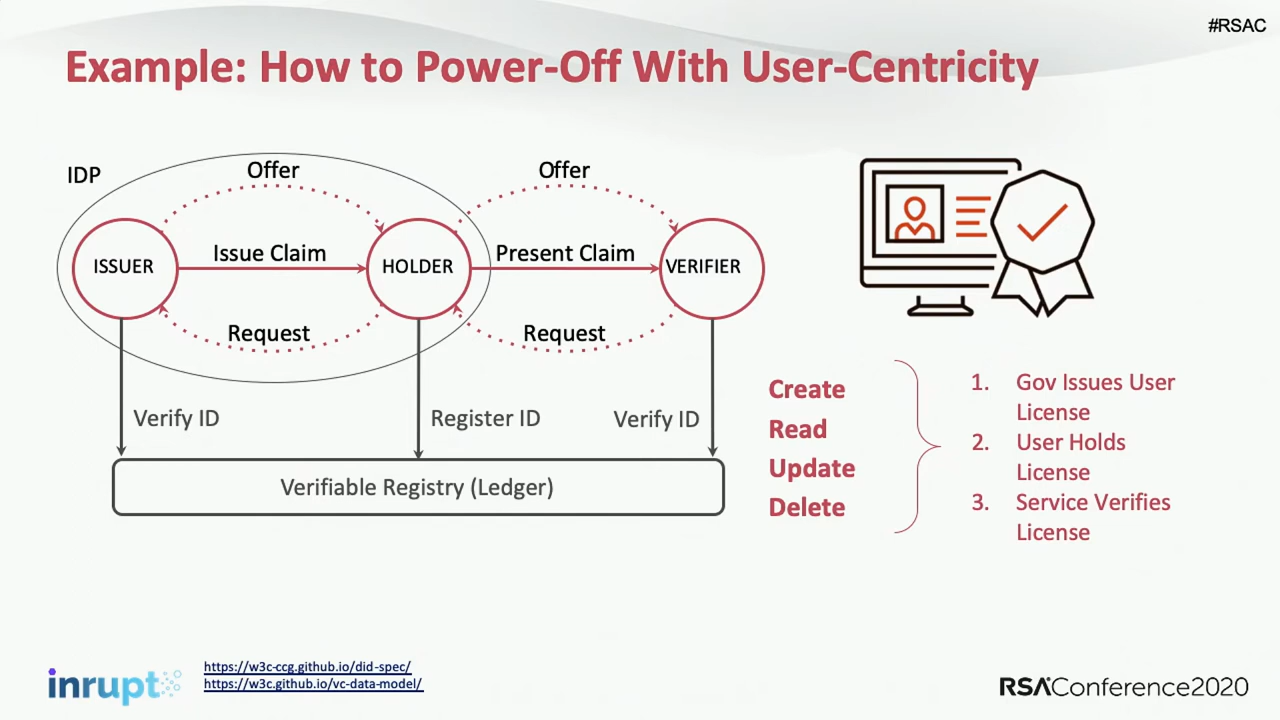 #RSAC
Example: How to Power-Off With User-Centricity
IDP
Offer
Offer
ISSUER
Issue Claim
HOLDER
Present Claim
VERIFIER
Request
Request
Verify ID
Register ID
Verify ID
Verifiable Registry (Ledger)
Create
Read
Update
Delete
1. Gov Issues User
License
2. User Holds
License
3. Service Verifies
License
inrupt
https://w3c-ccg.github.io/did-spec/
https://w3c.github.io/vc-data-model/
RSAConference2020